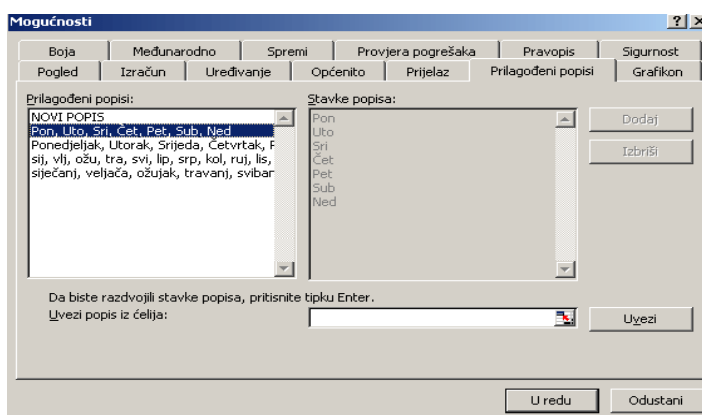 Mogućnosti
Boja Međunarodno Spremi Provjera pogrešaka Pravopis Sigurnost
Pogled Izračun Uređivanje Općenito Prijelaz Prilagođeni popisi Grafikon
Prilagođeni popisi:
Stavke popisa:
NOVI POPIS
Pon, Uto, Sri, Čet, Pet, Sub, Ned
Ponedjeljak, Utorak, Srijeda, Četvrtak, F
sij, vlj, ožu, tra, svi, lip, srp, kol, ruj, lis,
siječanj, veljača, ožujak, travanj, svibar
Pon
Uto
Sri
Čet
Pet
Sub
Ned
Dodaj
Izbriši
Da biste razdvojili stavke popisa, pritisnite tipku Enter.
Uvezi popis iz ćelija:
Uvezi
U redu
Odustani